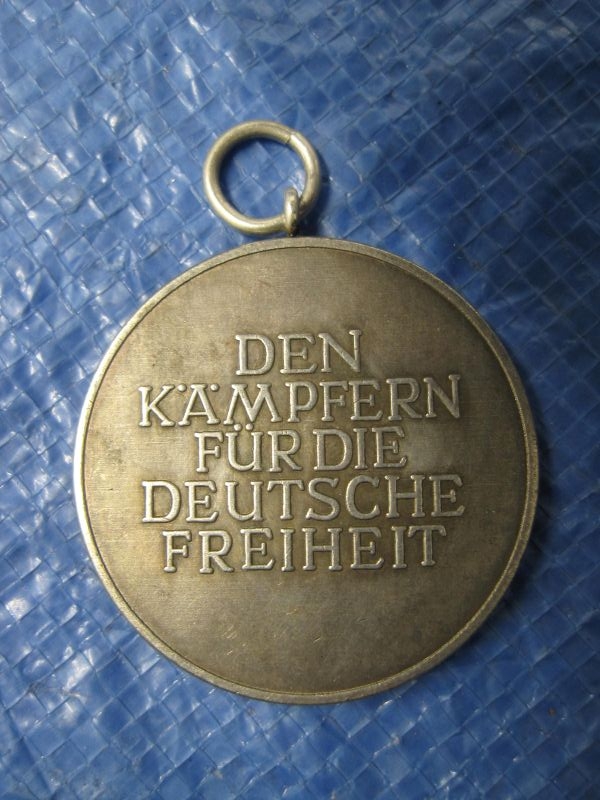 DEN
KÄMPFERN
FÜR DIE
DEUTSCHE
FREIHEIT